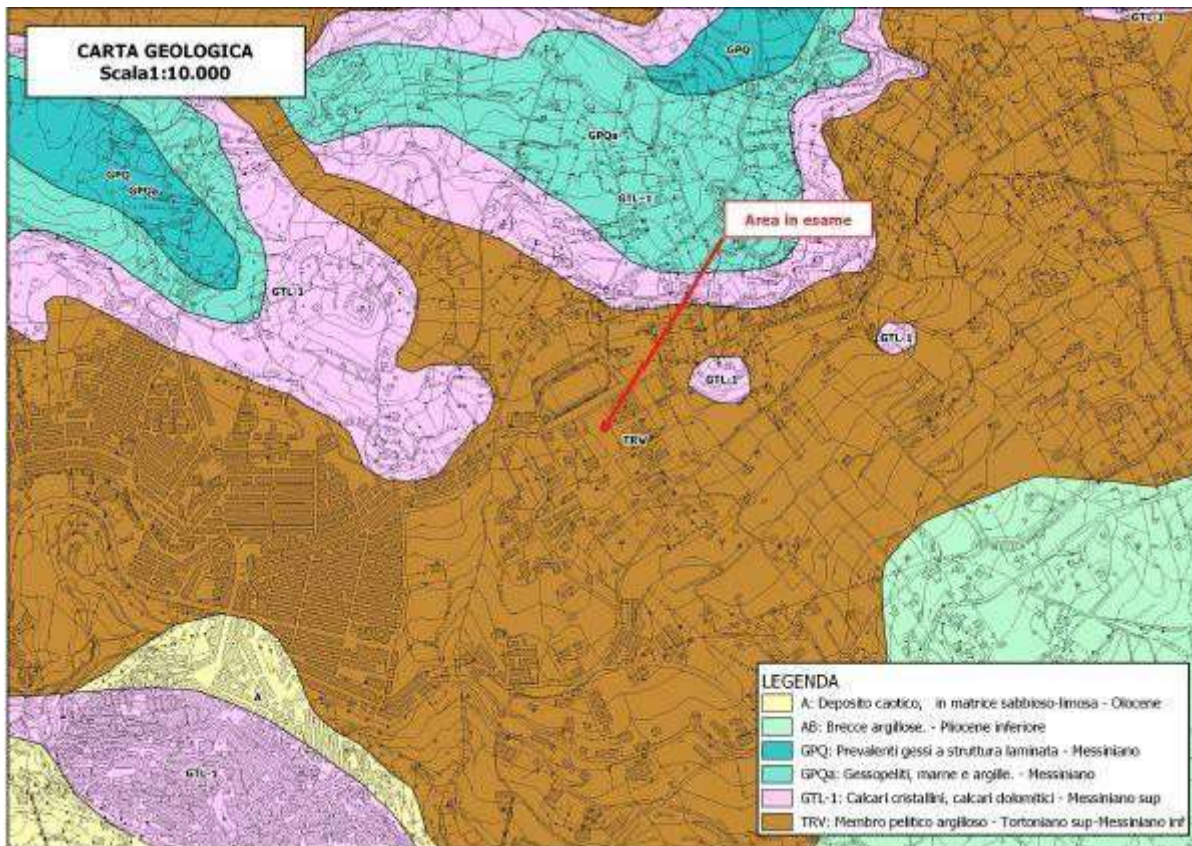 CARTA GEOLOGICA
Scala1:10.000
GTL-1
GPQ
GPQa
GPQ
GPQa
GTL-1
Area in esame
GTL-1
GTL-1
GTL-1
TRV
A
GTL-1
LEGENDA
A: Deposito caotico, in matrice sabbioso-limosa - Olocene
AB: Brecce argillose. - Pliocene inferiore
GPQ: Prevalenti gessi a struttura laminata - Messiniano
GPQa: Gessopeliti, marne e argille. - Messiniano
GTL-1: Calcari cristallini, calcari dolomitici - Messiniano sup
TRV: Membro pelitico argilloso - Tortoniano sup-Messiniano inf